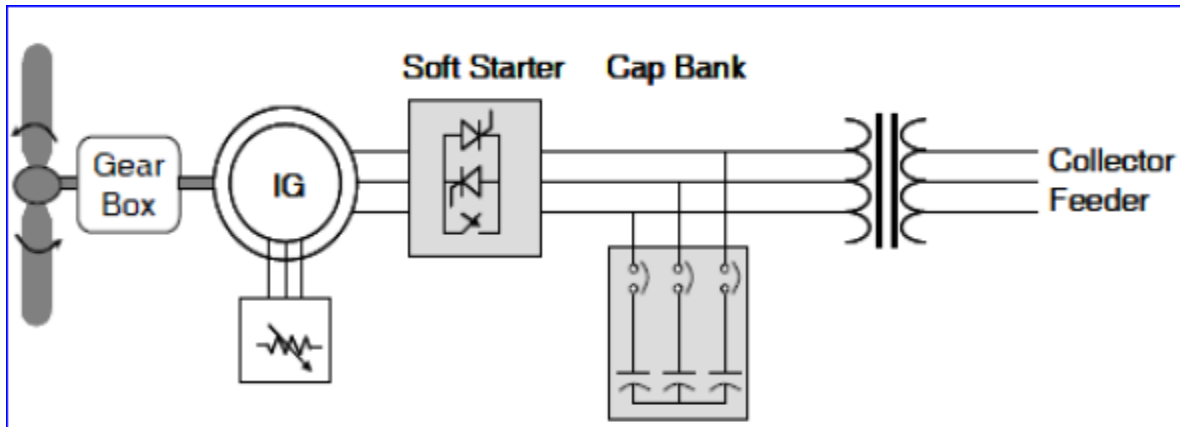 Soft Starter
Cap Bank
Gear
Box
IG
Collector
Feeder